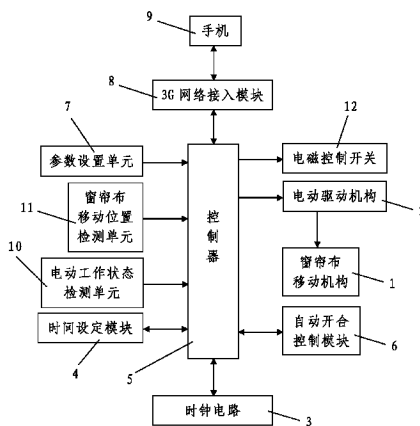 9
手机
8
3G 网络接入模块
7
参数设置单元
12
电磁控制开关
11
窗帘布
移动位置
检测单元
控
制
器
电动驱动机构
10
电动工作状态
检测单元
窗帘布
移动机构
1
时间设定模块
4
5
自动开合
控制模块
6
时钟电路
3